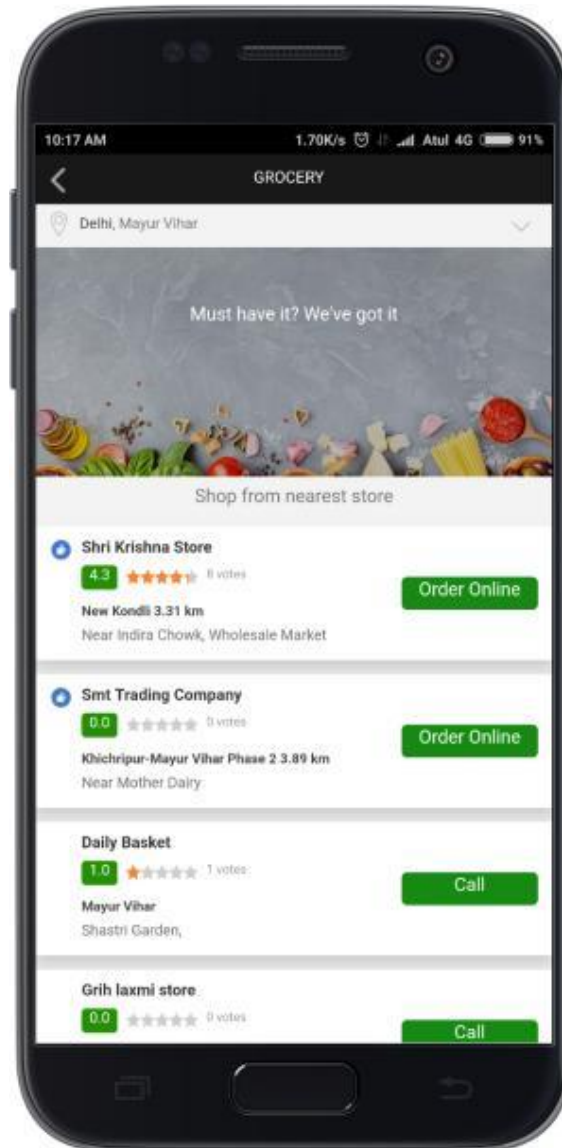 10:17 AM 1.70K/s Atul 4G 91%
GROCERY
Delhi, Mayur Vihar
Must have it? We've got it
Shop from nearest store
Shri Krishna Store
4.3 8 votes
Order Online
New Kondli 3.31 km
Near Indira Chowk, Wholesale Market
Smt Trading Company
0.0 0 votes
Order Online
Khichripur-Mayur Vihar Phase 2 3.89 km
Near Mother Dairy
Daily Basket
1.0 1 votes
Call
Mayur Vihar
Shastri Garden,
Grih laxmi store
0.0 0 votes
Call